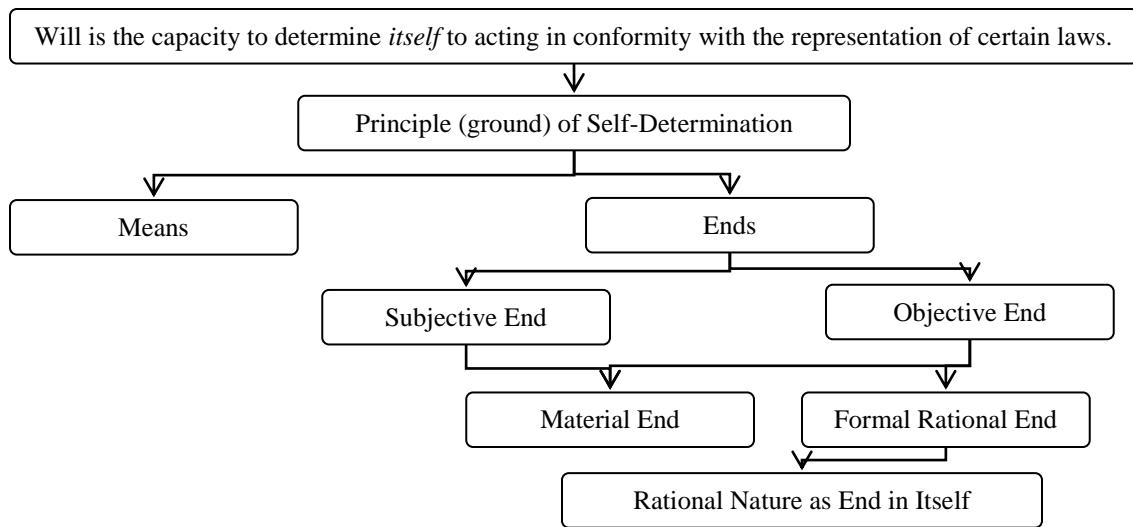 Will is the capacity to determine itself to acting in conformity with the representation of certain laws.
Principle (ground) of Self-Determination
Means
Ends
Subjective End
Objective End
Material End
Formal Rational End
Rational Nature as End in Itself